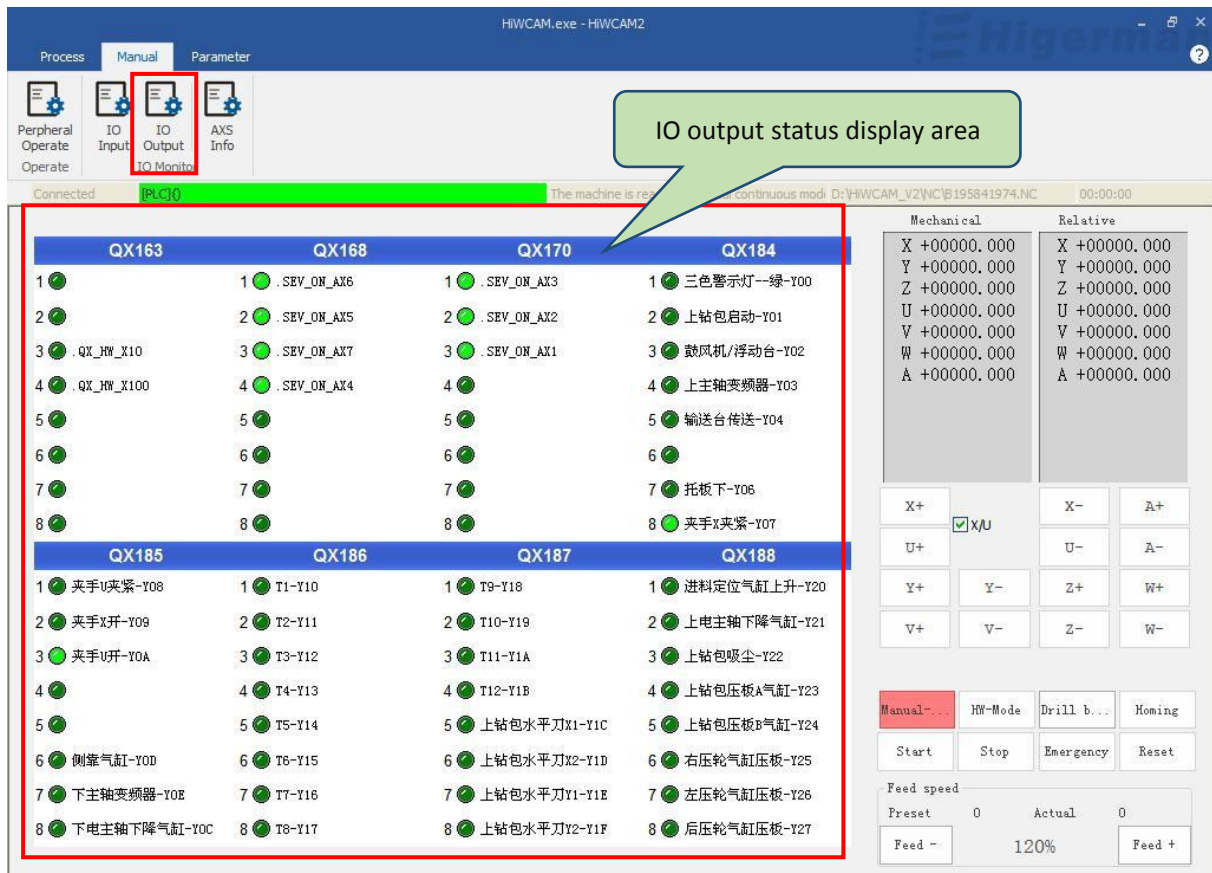 HiWCAM.exe - HiWCAM2
Higerman
Process Manual Parameter
Perpheral Operate
IO Input
IO Output
AXS Info
Operate
IO Monitor
IO output status display area
Connected [PLC]() The machine is rea continuous mod D:\HiWCAM_V2\NC\B195841974.NC 00:00:00
QX163 QX168 QX170 QX184
1 1 .SEV_ON_AX6 1 .SEV_ON_AX3 1 三色警示灯--绿-Y00
2 2 .SEV_ON_AX5 2 .SEV_ON_AX2 2 上钻包启动-Y01
3 .QX_HW_X10 3 .SEV_ON_AX7 3 .SEV_ON_AX1 3 鼓风机/浮动台-Y02
4 .QX_HW_X100 4 .SEV_ON_AX4 4 4 上主轴变频器-Y03
5 5 5 5 输送台传送-Y04
6 6 6 6
7 7 7 7 托板下-Y06
8 8 8 8 夹手X夹紧-Y07
QX185 QX186 QX187 QX188
1 夹手U夹紧-Y08 1 T1-Y10 1 T9-Y18 1 进料定位气缸上升-Y20
2 夹手X开-Y09 2 T2-Y11 2 T10-Y19 2 上电主轴下降气缸-Y21
3 夹手U开-Y0A 3 T3-Y12 3 T11-Y1A 3 上钻包吸尘-Y22
4 4 T4-Y13 4 T12-Y1B 4 上钻包压板A气缸-Y23
5 5 T5-Y14 5 上钻包水平刀X1-Y1C 5 上钻包压板B气缸-Y24
6 侧靠气缸-Y0D 6 T6-Y15 6 上钻包水平刀X2-Y1D 6 右压轮气缸压板-Y25
7 下主轴变频器-Y0E 7 T7-Y16 7 上钻包水平刀Y1-Y1E 7 左压轮气缸压板-Y26
8 下电主轴下降气缸-Y0C 8 T8-Y17 8 上钻包水平刀Y2-Y1F 8 后压轮气缸压板-Y27
Mechanical Relative
X +00000.000 X +00000.000
Y +00000.000 Y +00000.000
Z +00000.000 Z +00000.000
U +00000.000 U +00000.000
V +00000.000 V +00000.000
W +00000.000 W +00000.000
A +00000.000 A +00000.000
X+ X/U X- A+
U+ U- A-
Y+ Y- Z+ W+
V+ V- Z- W-
Manual-... HW-Mode Drill b... Homing
Start Stop Emergency Reset
Feed speed
Preset 0 Actual 0
Feed - 120% Feed +